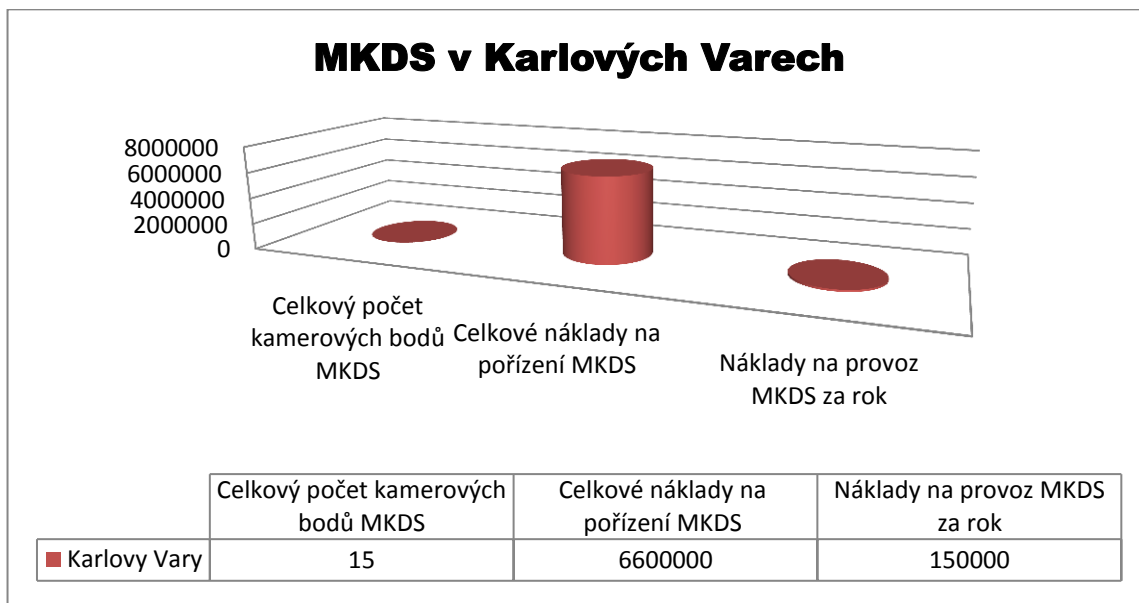 MKDS v Karlových Varech
8000000
6000000
4000000
2000000
0
Celkový počet
kamerových bodů
MKDS
Celkové náklady na
pořízení MKDS
Náklady na provoz
MKDS za rok
Celkový počet kamerových
bodů MKDS
Celkové náklady na
pořízení MKDS
Náklady na provoz MKDS
za rok
Karlovy Vary 15 6600000 150000